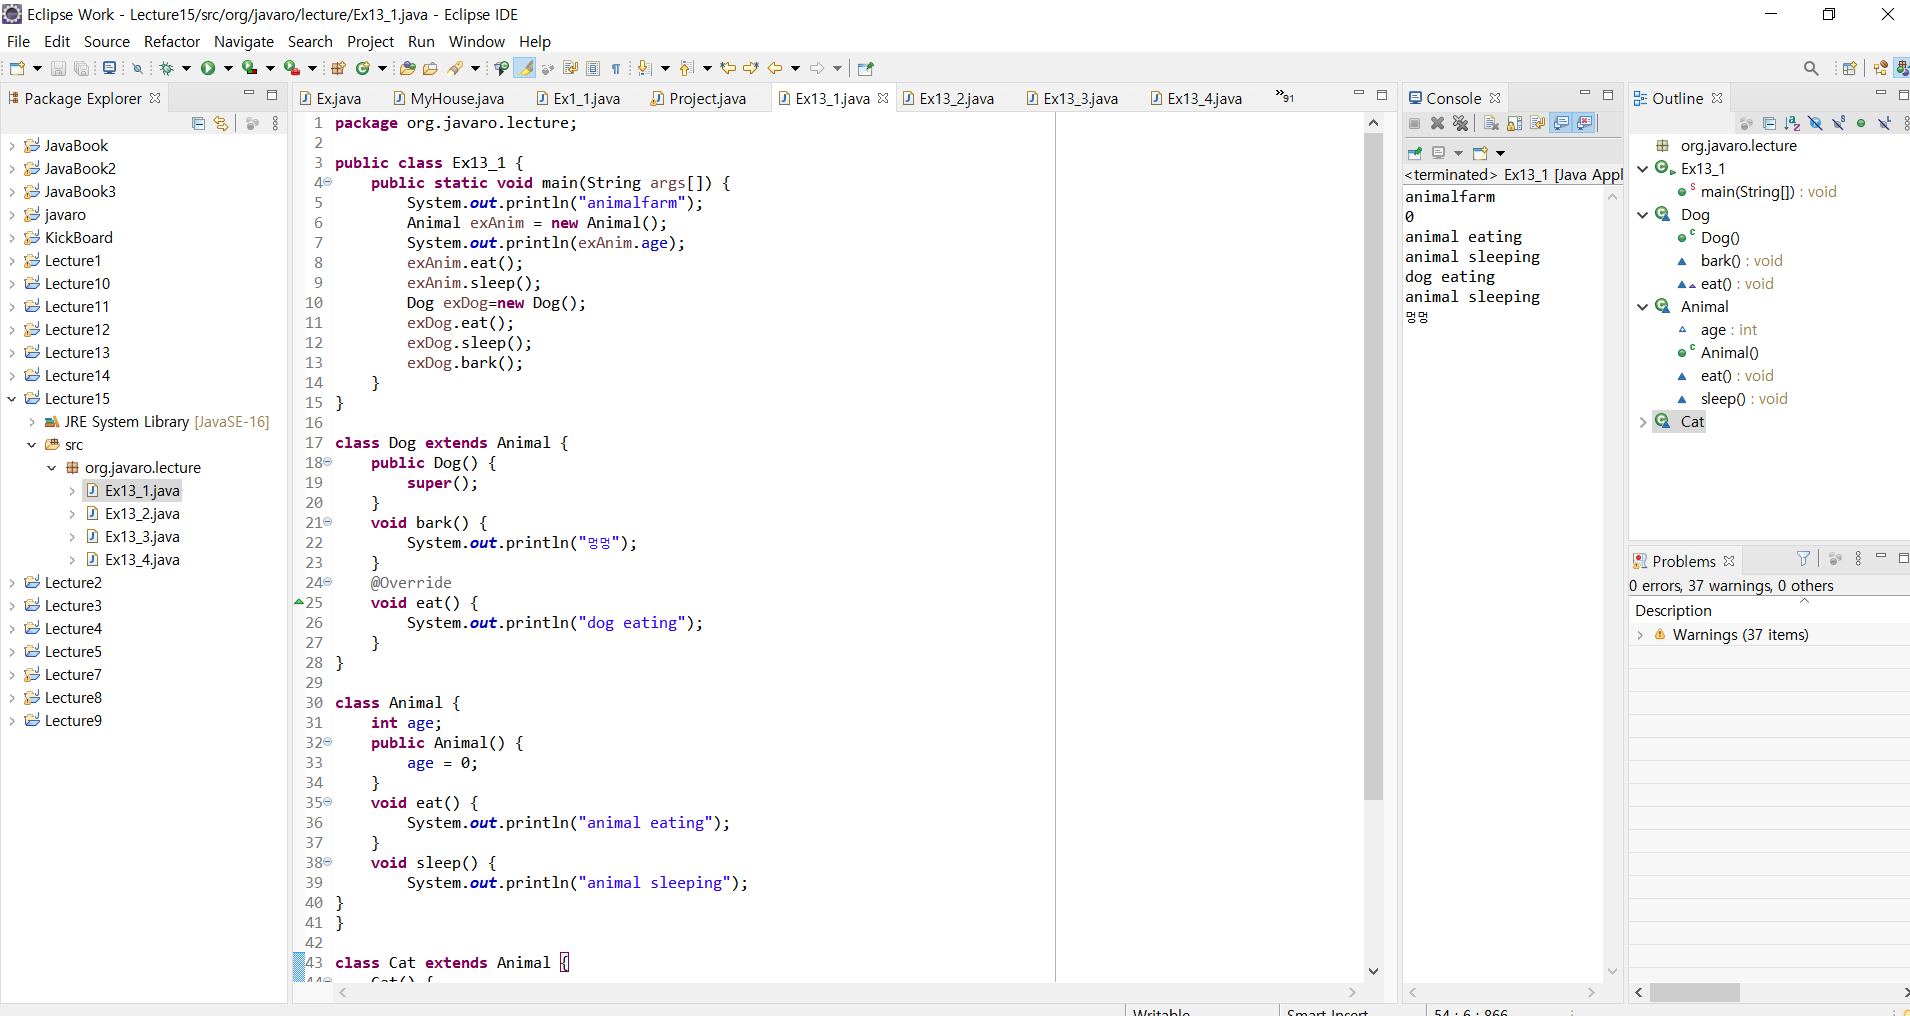 Eclipse Work - Lecture15/src/org/javaro/lecture/Ex13_1.java - Eclipse IDE
File Edit Source Refactor Navigate Search Project Run Window Help
Package Explorer
JavaBook
JavaBook2
JavaBook3
javaro
KickBoard
Lecture1
Lecture10
Lecture11
Lecture12
Lecture13
Lecture14
Lecture15
JRE System Library [JavaSE-16]
src
org.javaro.lecture
Ex13_1.java
Ex13_2.java
Ex13_3.java
Ex13_4.java
Lecture2
Lecture3
Lecture4
Lecture5
Lecture7
Lecture8
Lecture9
Ex.java MyHouse.java Ex1_1.java Project.java Ex13_1.java Ex13_2.java Ex13_3.java Ex13_4.java »91
1 package org.javaro.lecture;
2
3 public class Ex13_1 {
4 public static void main(String args[]) {
5 System.out.println("animalfarm");
6 Animal exAnim = new Animal();
7 System.out.println(exAnim.age);
8 exAnim.eat();
9 exAnim.sleep();
10 Dog exDog=new Dog();
11 exDog.eat();
12 exDog.sleep();
13 exDog.bark();
14 }
15 }
16
17 class Dog extends Animal {
18 public Dog() {
19 super();
20 }
21 void bark() {
22 System.out.println("멍멍");
23 }
24 @Override
25 void eat() {
26 System.out.println("dog eating");
27 }
28 }
29
30 class Animal {
31 int age;
32 public Animal() {
33 age = 0;
34 }
35 void eat() {
36 System.out.println("animal eating");
37 }
38 void sleep() {
39 System.out.println("animal sleeping");
40 }
41 }
42
43 class Cat extends Animal {
44 Cat() {
Console
<terminated> Ex13_1 [Java Appl
animalfarm
0
animal eating
animal sleeping
dog eating
animal sleeping
멍멍
Outline
org.javaro.lecture
Ex13_1
main(String[]) : void
Dog
Dog()
bark() : void
eat() : void
Animal
age : int
Animal()
eat() : void
sleep() : void
Cat
Problems
0 errors, 37 warnings, 0 others
Description
Warnings (37 items)
Writable Smart Insert 54 : 6 : 866